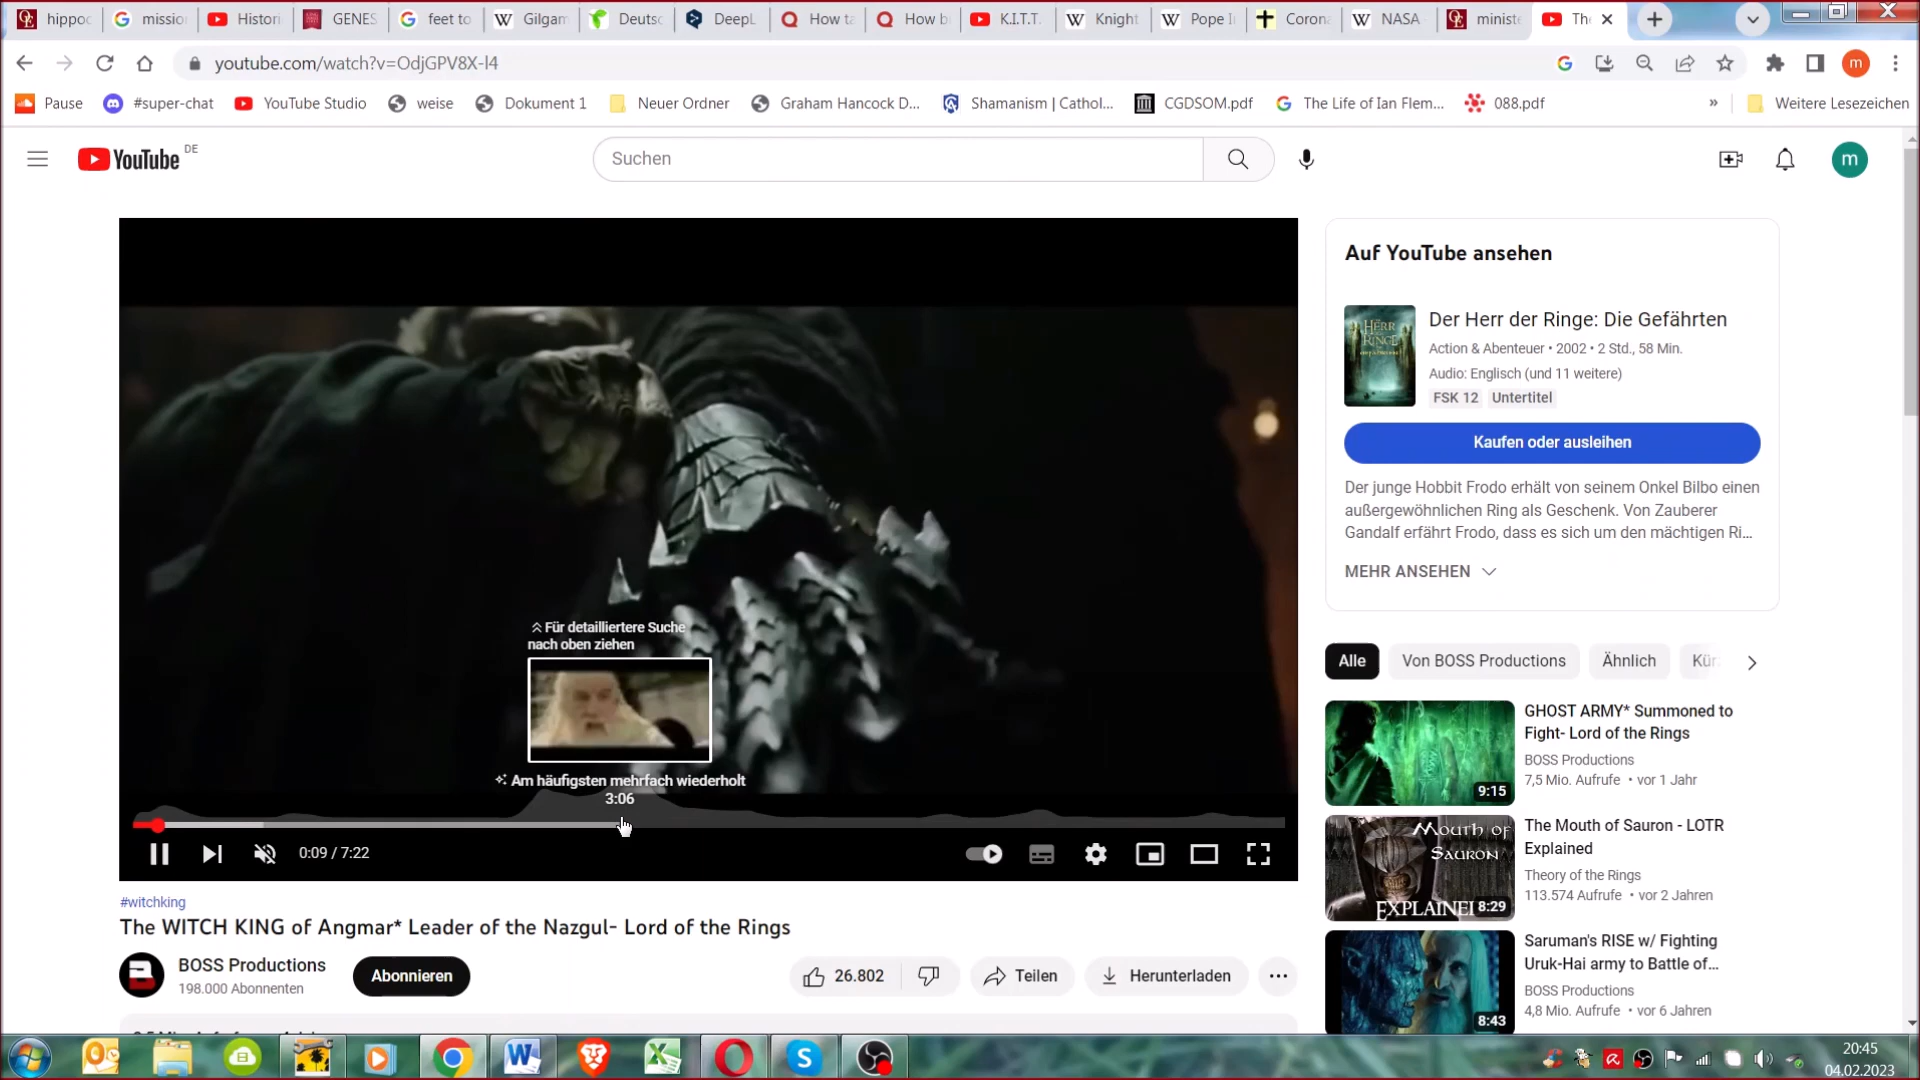 hippoc
missio
Histori
GENES
feet to
Gilgam
Deutsc
DeepL
How ta
How b
K.I.T.T.
Knight
Pope I
Corona
NASA
ministe
The
youtube.com/watch?v=OdjGPV8X-l4
Pause
#super-chat
YouTube Studio
weise
Dokument 1
Neuer Ordner
Graham Hancock D...
Shamanism | Cathol...
CGDSOM.pdf
The Life of Ian Flem...
088.pdf
»
Weitere Lesezeichen
YouTube DE
Suchen
m
Für detailliertere Suche
nach oben ziehen
Am häufigsten mehrfach wiederholt
3:06
0:09 / 7:22
#witchking
The WITCH KING of Angmar* Leader of the Nazgul- Lord of the Rings
BOSS Productions
198.000 Abonnenten
Abonnieren
26.802
Teilen
Herunterladen
Auf YouTube ansehen
Der Herr der Ringe: Die Gefährten
Action & Abenteuer • 2002 • 2 Std., 58 Min.
Audio: Englisch (und 11 weitere)
FSK 12 Untertitel
Kaufen oder ausleihen
Der junge Hobbit Frodo erhält von seinem Onkel Bilbo einen
außergewöhnlichen Ring als Geschenk. Von Zauberer
Gandalf erfährt Frodo, dass es sich um den mächtigen Ri...
MEHR ANSEHEN
Alle
Von BOSS Productions
Ähnlich
GHOST ARMY* Summoned to
Fight- Lord of the Rings
BOSS Productions
7,5 Mio. Aufrufe • vor 1 Jahr
9:15
The Mouth of Sauron - LOTR
Explained
Theory of the Rings
113.574 Aufrufe • vor 2 Jahren
Mouth of
Sauron
8:29
Saruman's RISE w/ Fighting
Uruk-Hai army to Battle of...
BOSS Productions
4,8 Mio. Aufrufe • vor 6 Jahren
8:43
20:45
04.02.2023